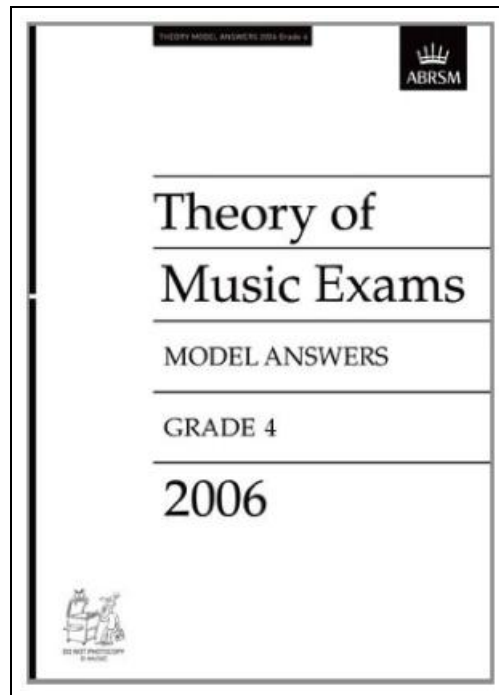 THEORY MODEL ANSWERS 2006 Grade 4
ABRSM
Theory of
Music Exams
MODEL ANSWERS
GRADE 4
2006
DO NOT PHOTOCOPY
© MUSIC